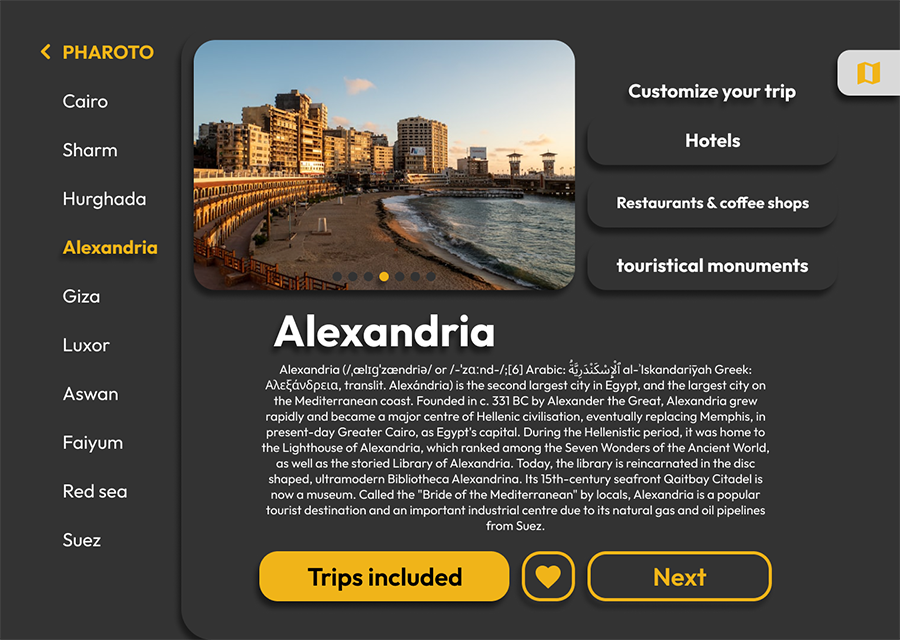 PHAROTO
Cairo
Sharm
Hurghada
Alexandria
Giza
Luxor
Aswan
Faiyum
Red sea
Suez
Customize your trip
Hotels
Restaurants & coffee shops
touristical monuments
Alexandria
Alexandria (/ˌælɪɡˈzændriə/ or /-ˈzɑːnd-/;[6] Arabic: ٱلْإِسْكَنْدَرِيَّةُ al-ʾIskandariyyah Greek:
Αλεξάνδρεια, translit. Alexándria) is the second largest city in Egypt, and the largest city on
the Mediterranean coast. Founded in c. 331 BC by Alexander the Great, Alexandria grew
rapidly and became a major centre of Hellenic civilisation, eventually replacing Memphis, in
present-day Greater Cairo, as Egypt's capital. During the Hellenistic period, it was home to
the Lighthouse of Alexandria, which ranked among the Seven Wonders of the Ancient World,
as well as the storied Library of Alexandria. Today, the library is reincarnated in the disc
shaped, ultramodern Bibliotheca Alexandrina. Its 15th-century seafront Qaitbay Citadel is
now a museum. Called the "Bride of the Mediterranean" by locals, Alexandria is a popular
tourist destination and an important industrial centre due to its natural gas and oil pipelines
from Suez.
Trips included
Next